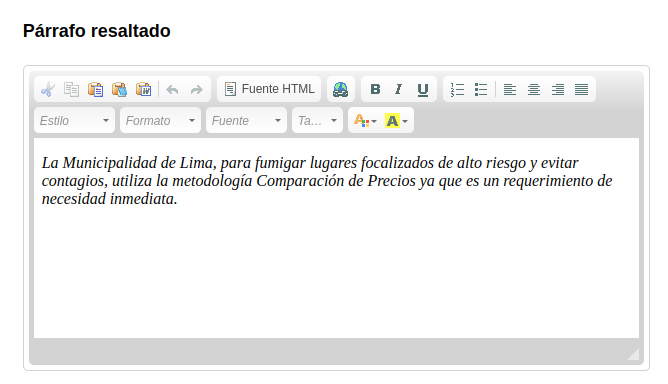 Párrafo resaltado
Fuente HTML
B I U
Estilo Formato Fuente Ta... A
La Municipalidad de Lima, para fumigar lugares focalizados de alto riesgo y evitar
contagios, utiliza la metodología Comparación de Precios ya que es un requerimiento de
necesidad inmediata.